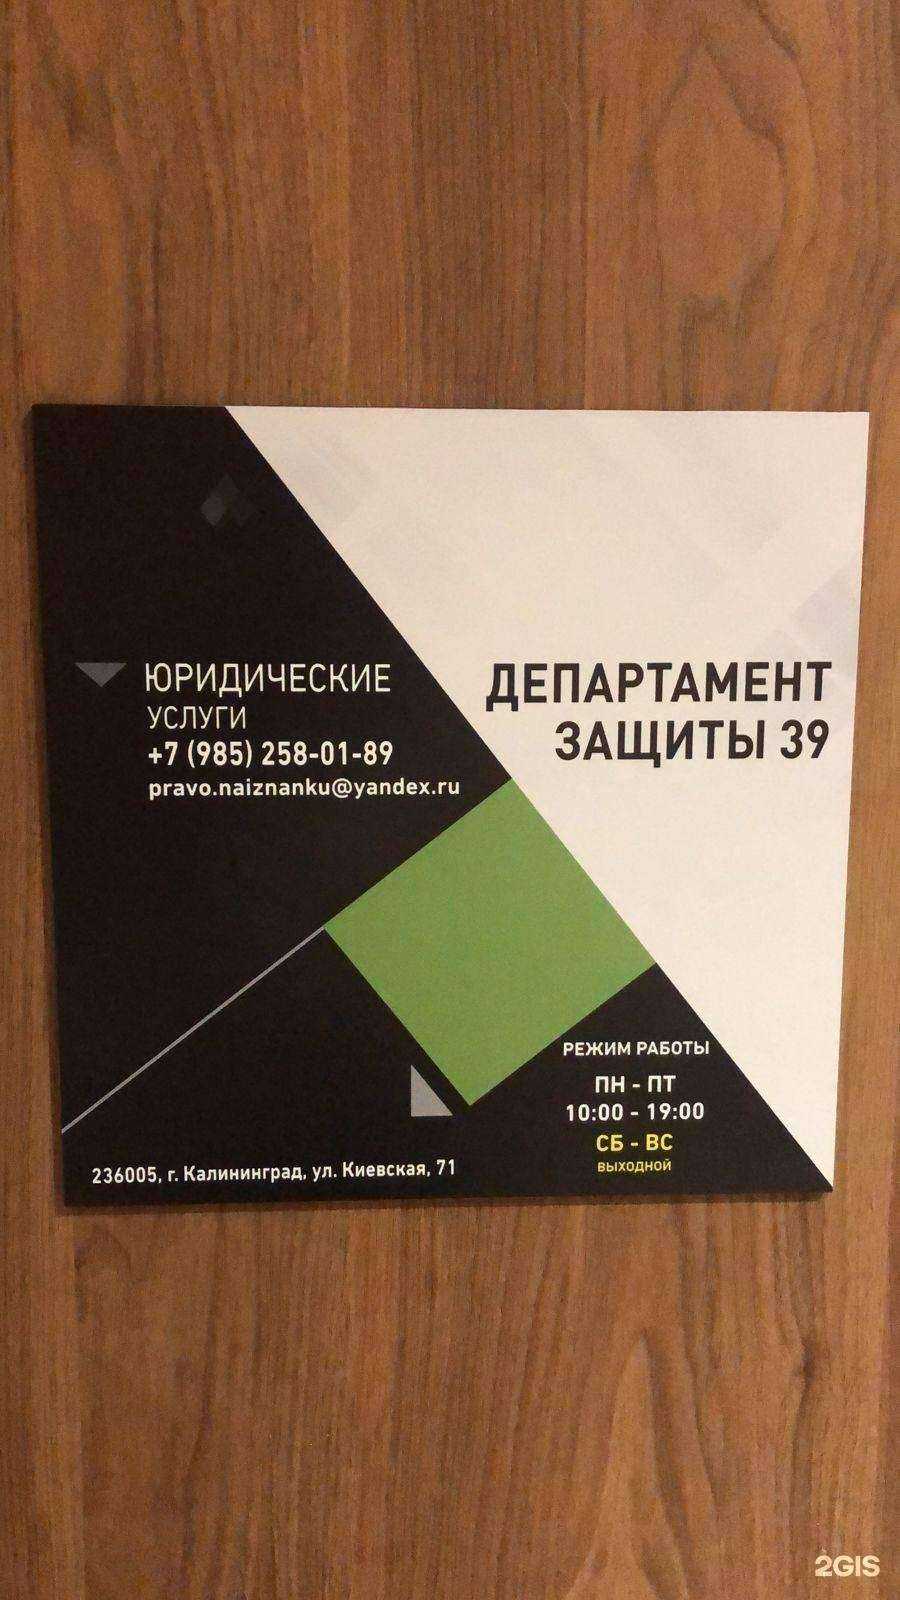 ЮРИДИЧЕСКИЕ
УСЛУГИ
+7 (985) 258-01-89
pravo.naiznanku@yandex.ru
ДЕПАРТАМЕНТ
ЗАЩИТЫ 39
РЕЖИМ РАБОТЫ
ПН - ПТ
10:00 - 19:00
СБ - ВС
ВЫХОДНОЙ
236005, г. Калининград, ул. Киевская, 71
2GIS